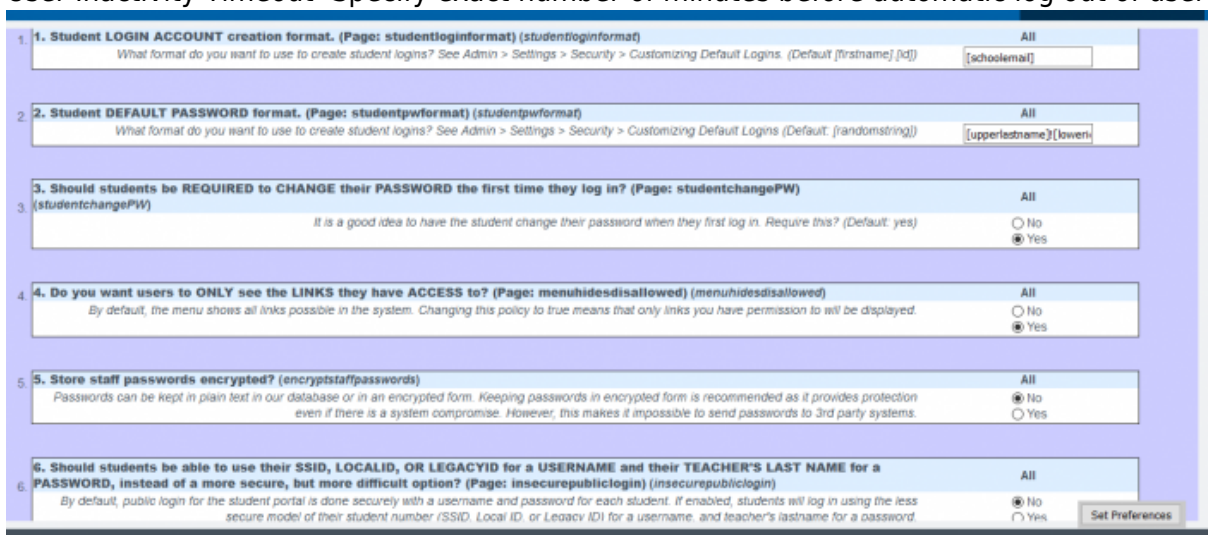 User Inactivity Timeout- Specify exact number of minutes before automatic log out of user
1. 1. Student LOGIN ACCOUNT creation format. (Page: studentloginformat) (studentloginformat) All
What format do you want to use to create student logins? See Admin > Settings > Security > Customizing Default Logins. (Default [firstname].[id]) [schoolemail]
2. 2. Student DEFAULT PASSWORD format. (Page: studentpwformat) (studentpwformat) All
What format do you want to use to create student logins? See Admin > Settings > Security > Customizing Default Logins (Default: [randomstring])
3. Should students be REQUIRED to CHANGE their PASSWORD the first time they log in? (Page: studentchangePW) All
3. (studentchangePW)
It is a good idea to have the student change their password when they first log in. Require this? (Default: yes) No
Yes
4. 4. Do you want users to ONLY see the LINKS they have ACCESS to? (Page: menuhidesdisallowed) (menuhidesdisallowed) All
By default, the menu shows all links possible in the system. Changing this policy to true means that only links you have permission to will be displayed. No
Yes
5. 5. Store staff passwords encrypted? (encryptstaffpasswords) All
Passwords can be kept in plain text in our database or in an encrypted form. Keeping passwords in encrypted form is recommended as it provides protection No
even if there is a system compromise. However, this makes it impossible to send passwords to 3rd party systems. Yes
6. Should students be able to use their SSID, LOCALID, OR LEGACYID for a USERNAME and their TEACHER'S LAST NAME for a All
6. PASSWORD, instead of a more secure, but more difficult option? (Page: insecurepubliclogin) (insecurepubliclogin)
By default, public login for the student portal is done securely with a username and password for each student. If enabled, students will log in using the less No
secure model of their student number (SSID, Local ID, or Legacy ID) for a username, and teacher's lastname for a password. Yes Set Preferences